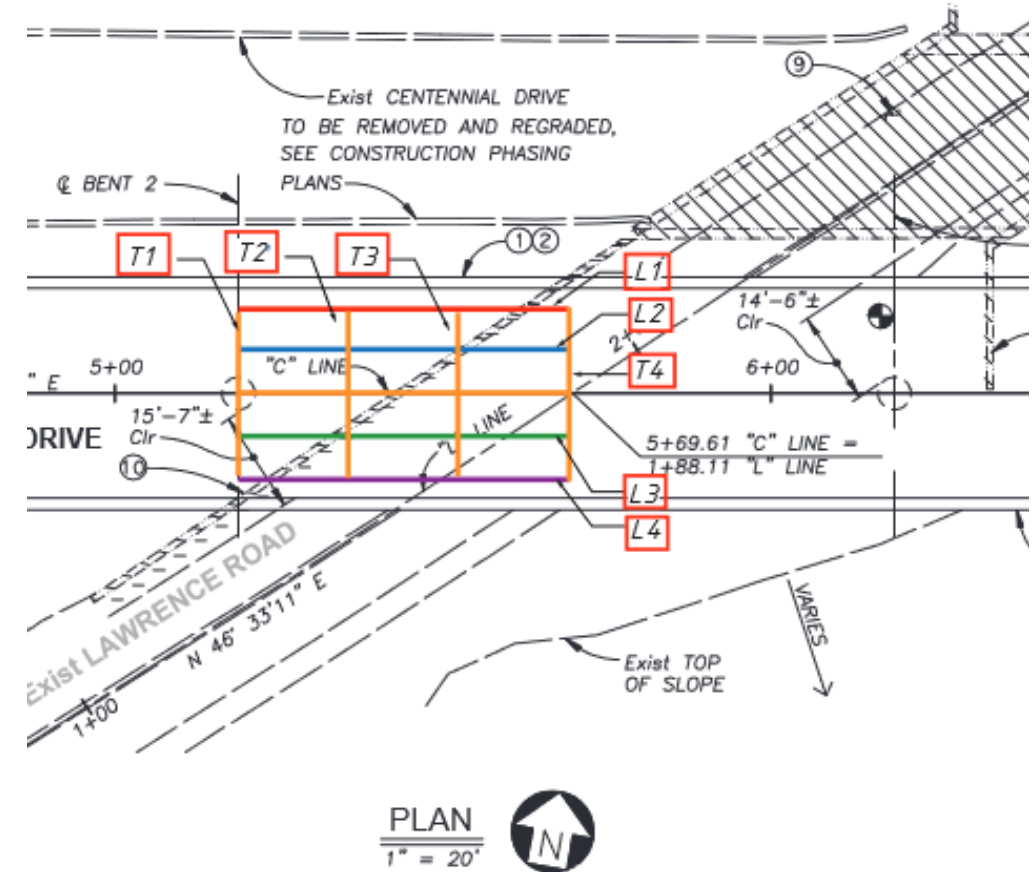 ⑨
Exist CENTENNIAL DRIVE
TO BE REMOVED AND REGRADED,
SEE CONSTRUCTION PHASING
PLANS
℄ BENT 2
①②
T1
T2
T3
L1
L2
T4
14'-6"±
Clr
2+
"C" LINE
" E
5+00
6+00
15'-7"±
Clr
DRIVE
⑩
"L" LINE
5+69.61 "C" LINE =
1+88.11 "L" LINE
L3
L4
Exist LAWRENCE ROAD
N 46° 33'11" E
1+00
VARIES
Exist TOP
OF SLOPE
PLAN
1" = 20'
N